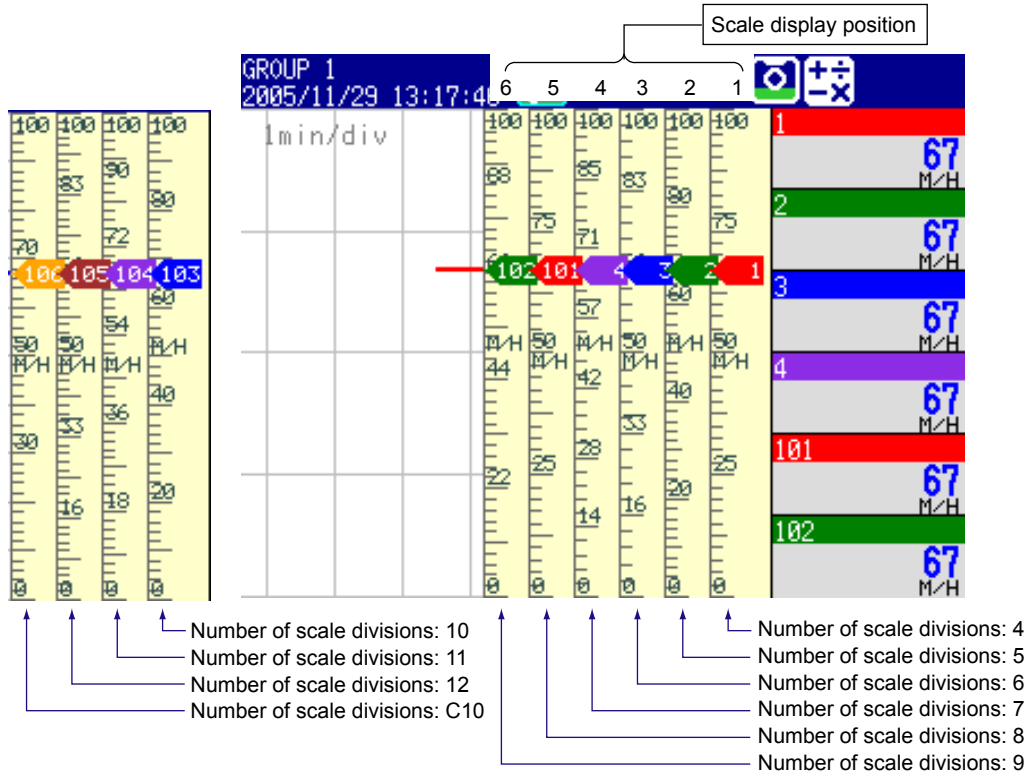 Scale display position
GROUP 1
2005/11/29 13:17:4
6 5 4 3 2 1
1min/div
100 100 100 100
90
83
80
72
70
106 105 104 103
60
54
50 50 M/H
M/H M/H M/H
40
36
33
30
20
18
16
0 0 0 0
100 100 100 100 100 100
85
88 83
80
75 75
71
102 101 4 3 2 1
60
57
M/H 50 M/H 50 M/H 50
44 M/H M/H M/H
42
40
33
28
25 25
22
20
16
14
0 0 0 0 0 0
1
67
M/H
2
67
M/H
3
67
M/H
4
67
M/H
101
67
M/H
102
67
M/H
Number of scale divisions: 10
Number of scale divisions: 11
Number of scale divisions: 12
Number of scale divisions: C10
Number of scale divisions: 4
Number of scale divisions: 5
Number of scale divisions: 6
Number of scale divisions: 7
Number of scale divisions: 8
Number of scale divisions: 9